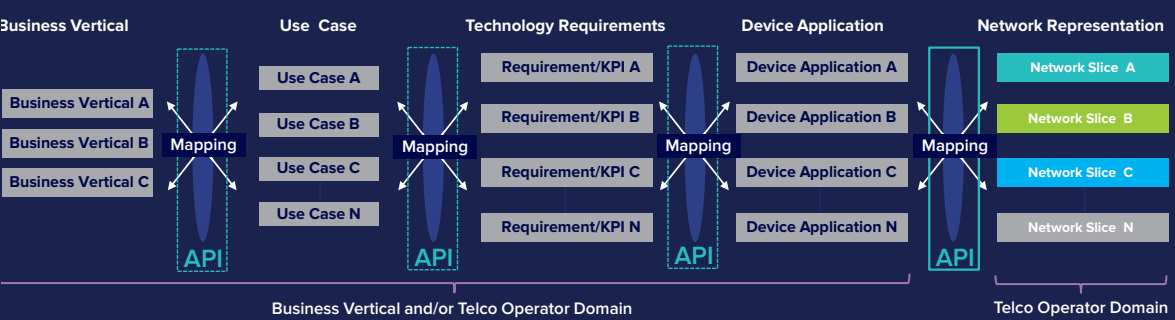 Business Vertical
Use Case
Technology Requirements
Device Application
Network Representation
Business Vertical A
Business Vertical B
Business Vertical C
Mapping
API
Use Case A
Use Case B
Use Case C
Use Case N
Mapping
API
Requirement/KPI A
Requirement/KPI B
Requirement/KPI C
Requirement/KPI N
Mapping
API
Device Application A
Device Application B
Device Application C
Device Application N
Mapping
API
Network Slice A
Network Slice B
Network Slice C
Network Slice N
Business Vertical and/or Telco Operator Domain
Telco Operator Domain